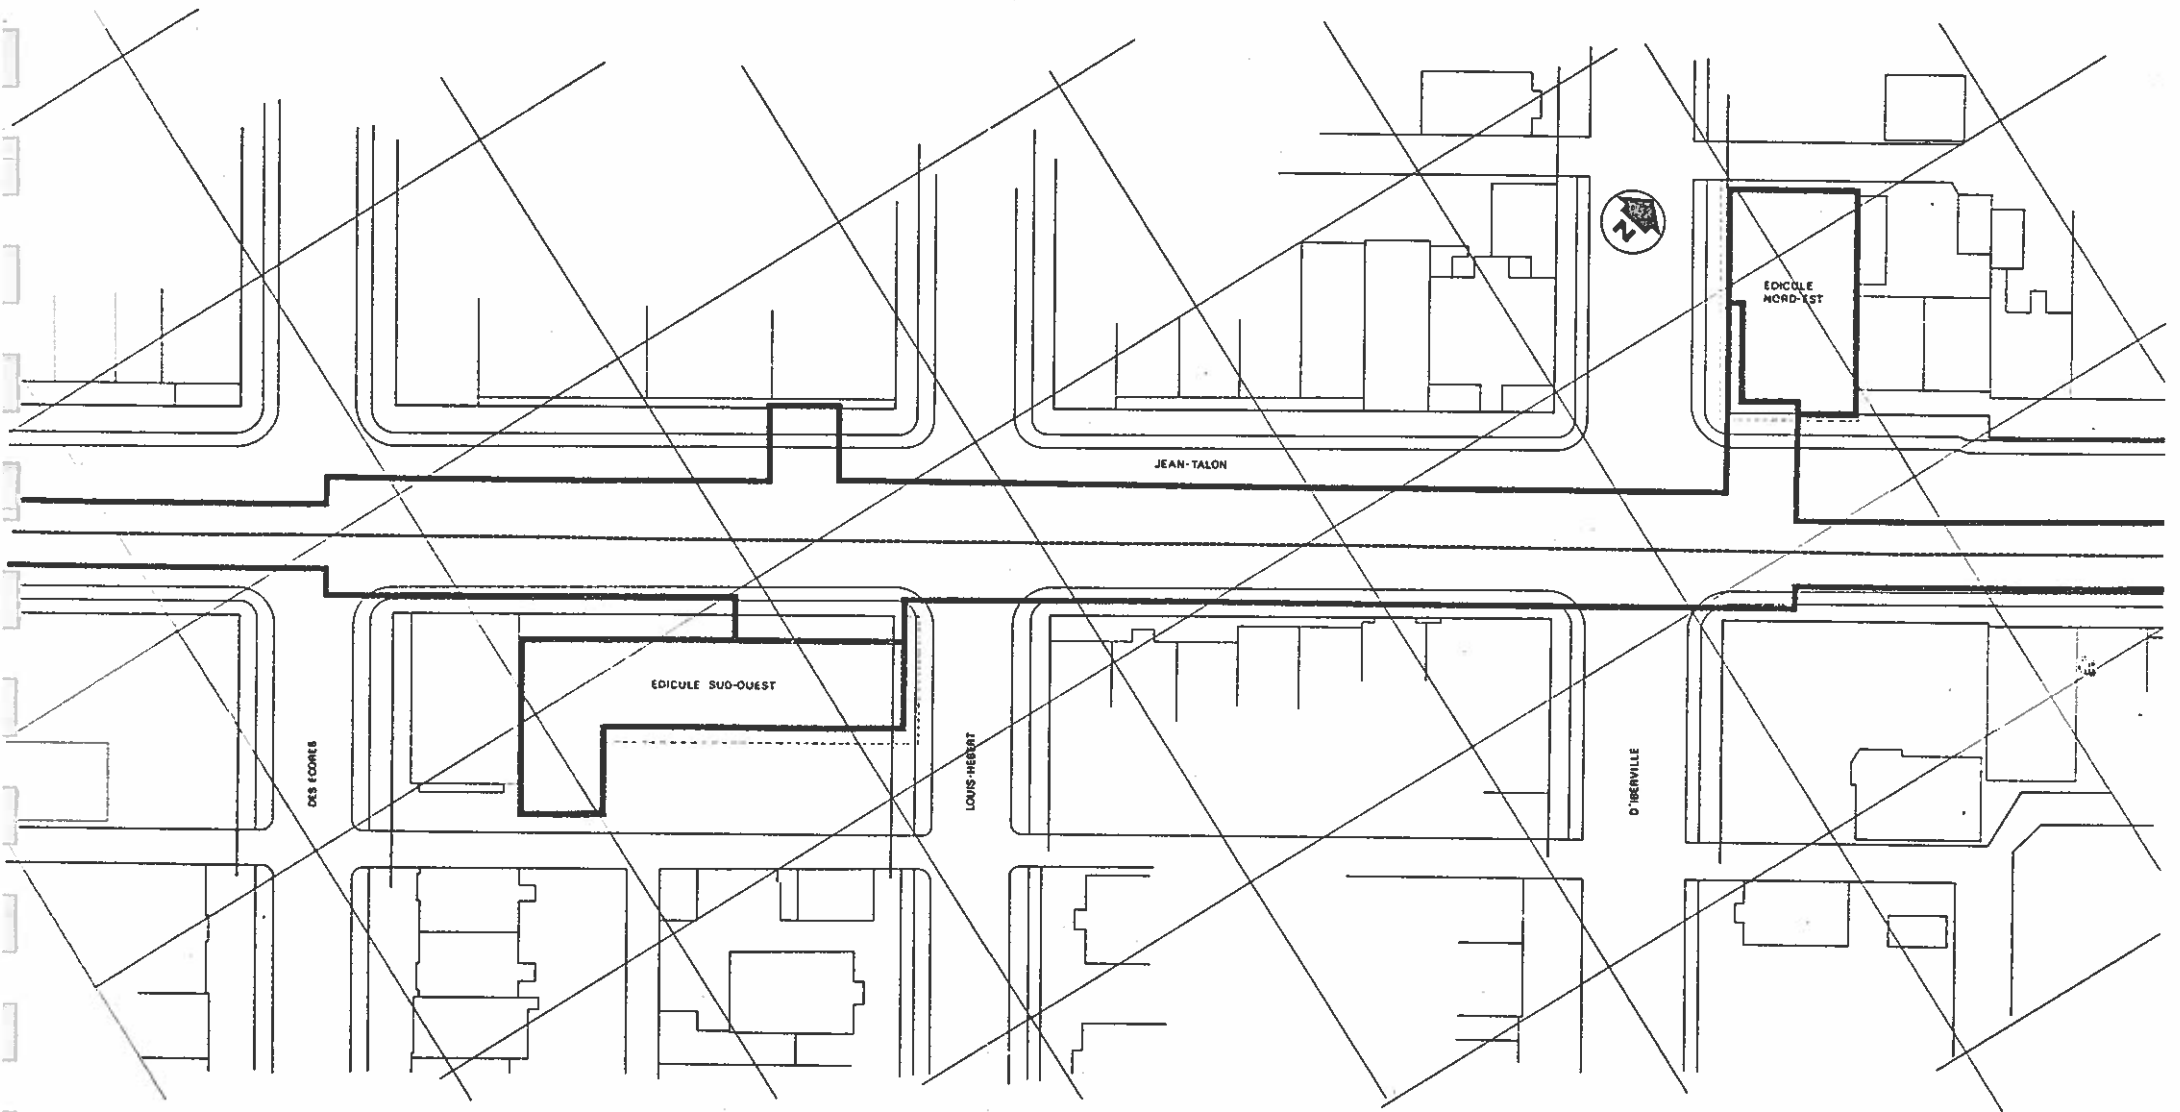 N
EDICULE
NORD-EST
JEAN-TALON
EDICULE SUD-OUEST
DES ECORES
LOUIS-HEBERT
D'IBERVILLE